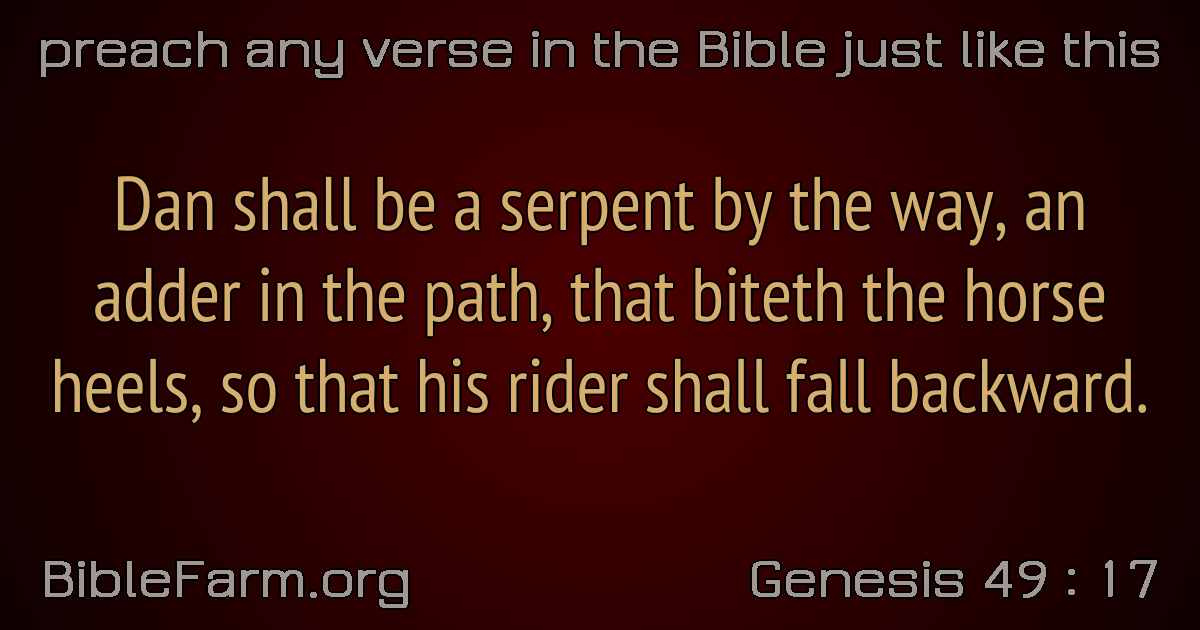 preach any verse in the Bible just like this
Dan shall be a serpent by the way, an
adder in the path, that biteth the horse
heels, so that his rider shall fall backward.
BibleFarm.org
Genesis 49 : 17